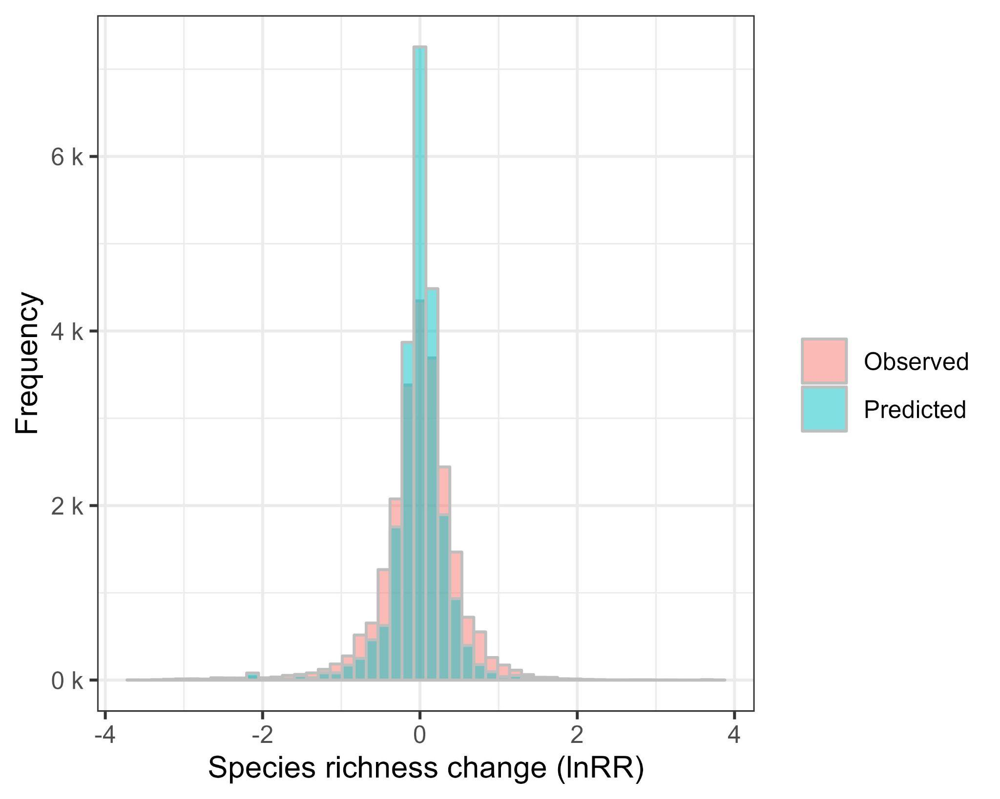 Frequency
6 k
4 k
2 k
0 k
-4 -2 0 2 4
Species richness change (lnRR)
Observed
Predicted